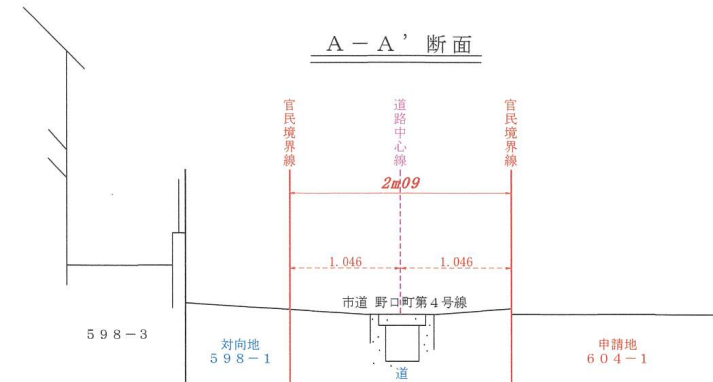 A－A’断面
官民境界線
道路中心線
官民境界線
2m09
1.046
1.046
市道 野口町第4号線
598－3
対向地
598－1
道
申請地
604－1